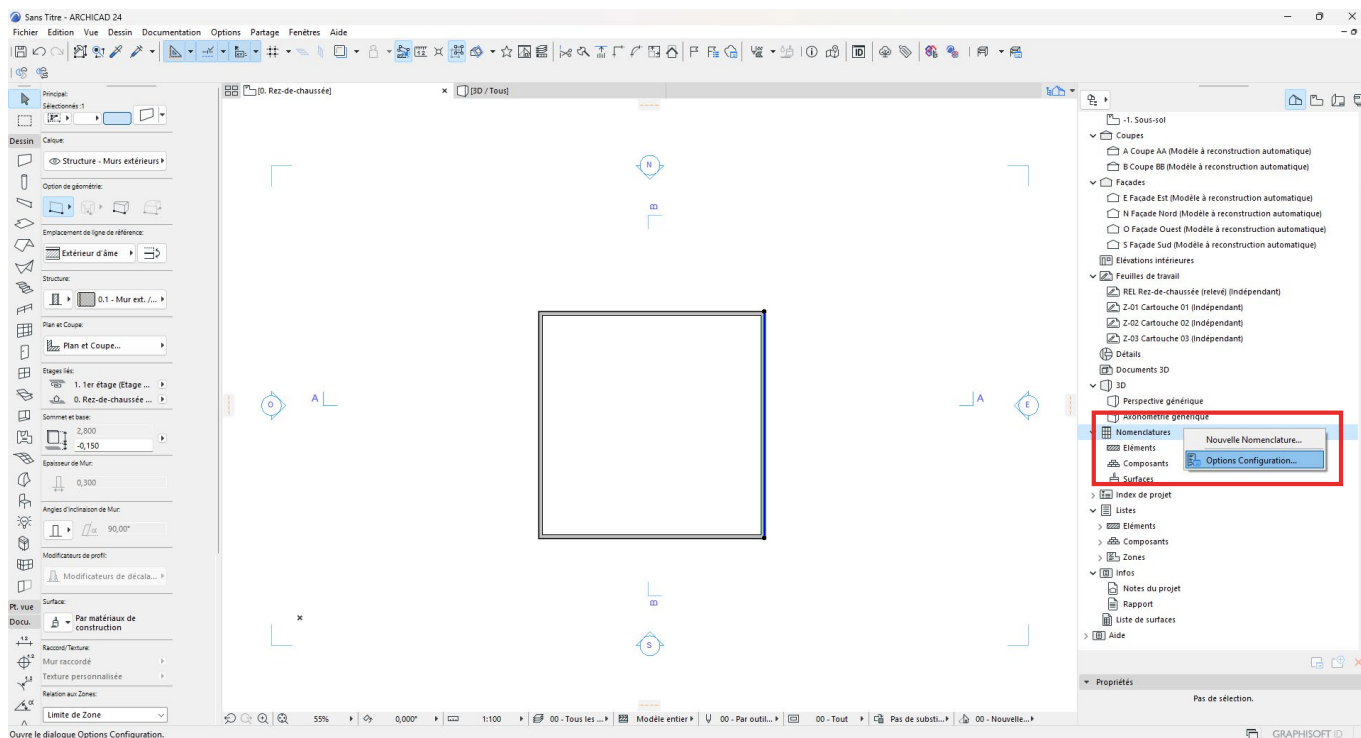 Sans Titre - ARCHICAD 24
Fichier Edition Vue Dessin Documentation Options Partage Fenêtres Aide
[0. Rez-de-chaussée]
[3D / Tous]
Principal:
Sélectionnés :1
Dessin
Calque:
Structure - Murs extérieurs
Option de géométrie:
Emplacement de ligne de référence:
Extérieur d'âme
Structure:
0.1 - Mur ext. /...
Plan et Coupe:
Plan et Coupe...
Etages liés:
1. 1er étage (Etage ...
0. Rez-de-chaussée ...
Sommet et base:
2,800
-0,150
Epaisseur de Mur:
0,300
Angles d'inclinaison de Mur:
90,00°
Modificateurs de profil:
Modificateurs de décala...
Pt. vue
Surface:
Docu.
Par matériaux de
construction
Raccord/Texture:
Mur raccordé
Texture personnalisée
Relation aux Zones:
Limite de Zone
N
B
O
A
A
E
B
S
-1. Sous-sol
Coupes
A Coupe AA (Modèle à reconstruction automatique)
B Coupe BB (Modèle à reconstruction automatique)
Façades
E Façade Est (Modèle à reconstruction automatique)
N Façade Nord (Modèle à reconstruction automatique)
O Façade Ouest (Modèle à reconstruction automatique)
S Façade Sud (Modèle à reconstruction automatique)
Elévations intérieures
Feuilles de travail
REL Rez-de-chaussée (relevé) (Indépendant)
Z-01 Cartouche 01 (Indépendant)
Z-02 Cartouche 02 (Indépendant)
Z-03 Cartouche 03 (Indépendant)
Détails
Documents 3D
3D
Perspective générique
Axonométrie générique
Nomenclatures
Nouvelle Nomenclature...
Eléments
Options Configuration...
Composants
Surfaces
Index de projet
Listes
Eléments
Composants
Zones
Infos
Notes du projet
Rapport
Liste de surfaces
Aide
Propriétés
Pas de sélection.
55% 0,000° 1:100 00 - Tous les ... Modèle entier 00 - Par outil... 00 - Tout Pas de substi... 00 - Nouvelle...
Ouvre le dialogue Options Configuration.
GRAPHISOFT ID